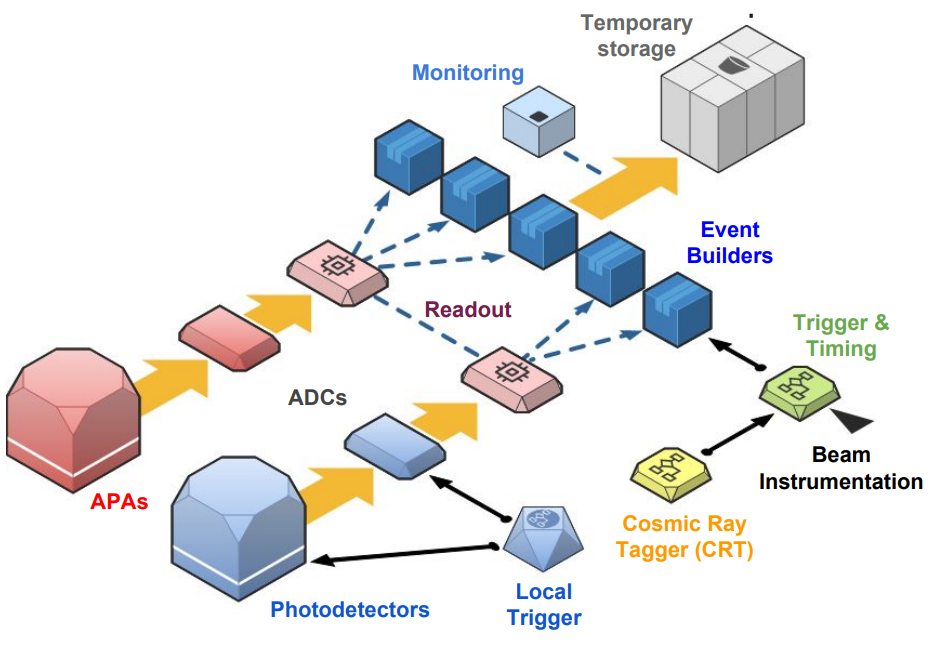 Temporary
storage
Monitoring
Event
Builders
Readout
Trigger &
Timing
ADCs
Beam
Instrumentation
APAs
Cosmic Ray
Tagger (CRT)
Local
Trigger
Photodetectors